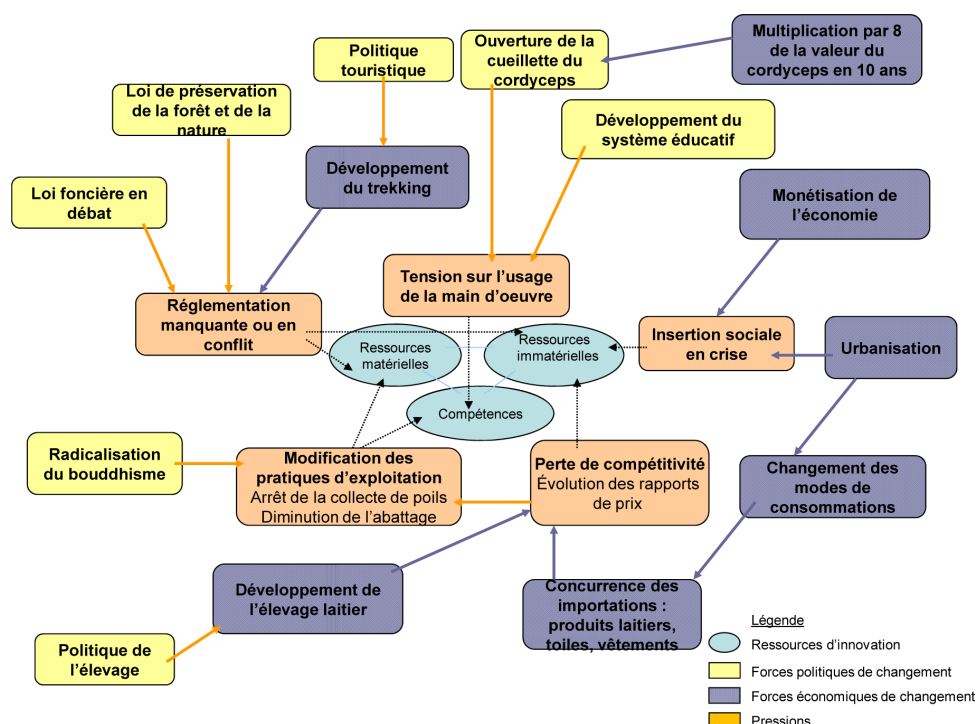 Politique
touristique
Ouverture de la
cueillette du
cordyceps
Multiplication par 8
de la valeur du
cordyceps en 10 ans
Loi de préservation
de la forêt et de la
nature
Développement du
système éducatif
Développement
du trekking
Loi foncière en
débat
Monétisation de
l'économie
Tension sur l'usage
de la main d'oeuvre
Réglementation
manquante ou en
conflit
Ressources
matérielles
Ressources
immatérielles
Insertion sociale
en crise
Urbanisation
Compétences
Radicalisation
du bouddhisme
Modification des
pratiques d'exploitation
Arrêt de la collecte de poils
Diminution de l'abattage
Perte de compétitivité
Évolution des rapports
de prix
Changement des
modes de
consommations
Développement de
l'élevage laitier
Concurrence des
importations :
produits laitiers,
toiles, vêtements
Politique de
l'élevage
Légende
Ressources d'innovation
Forces politiques de changement
Forces économiques de changement
Pressions